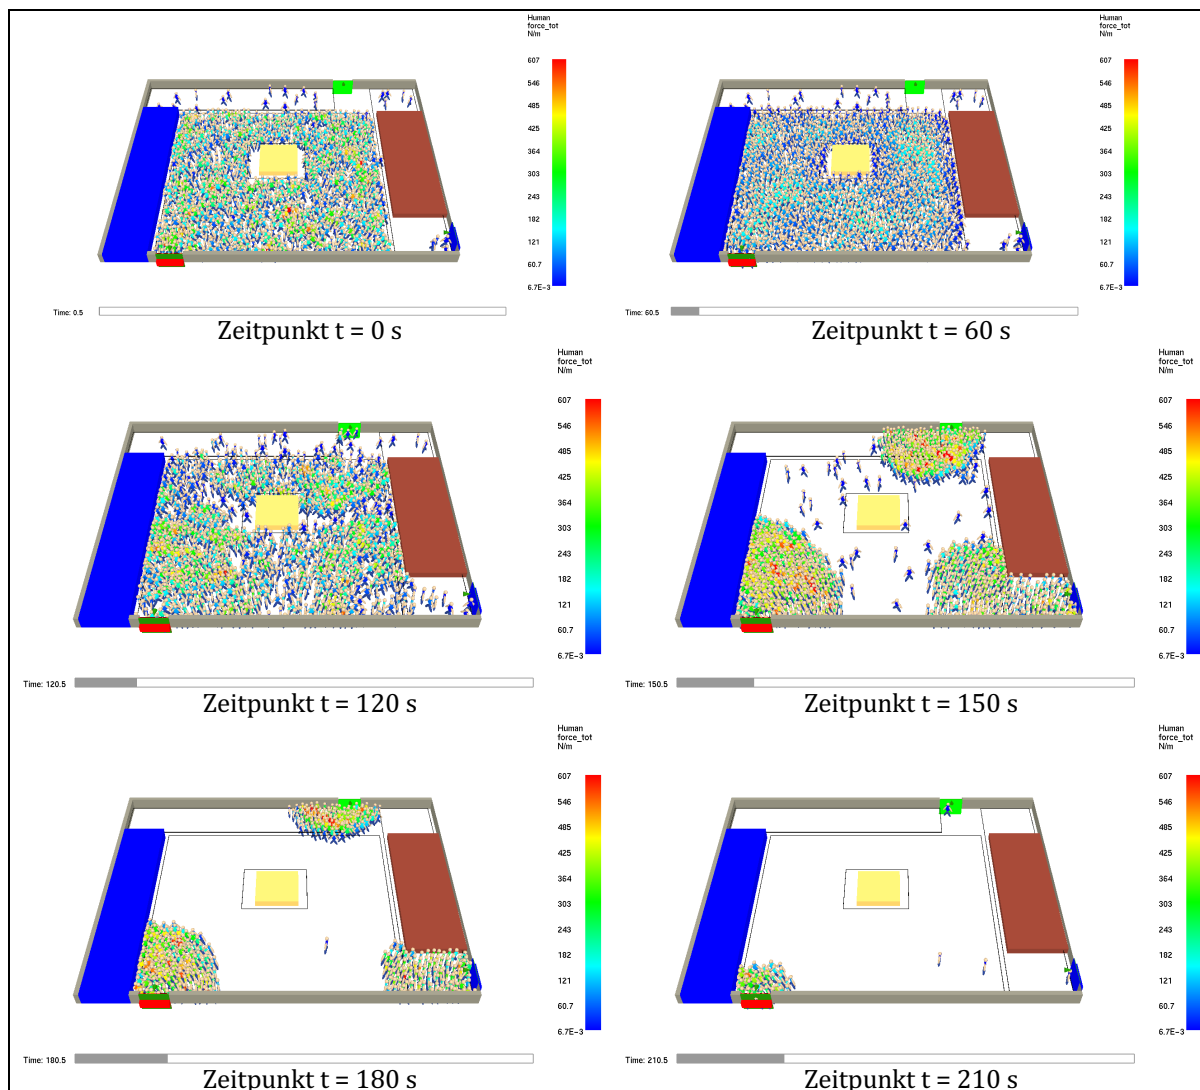 Human
force_tot
N/m
607
546
485
425
364
303
243
182
121
60.7
6.7E-3
Time: 0.5
Zeitpunkt t = 0 s
Human
force_tot
N/m
607
546
485
425
364
303
243
182
121
60.7
6.7E-3
Time: 60.5
Zeitpunkt t = 60 s
Human
force_tot
N/m
607
546
485
425
364
303
243
182
121
60.7
6.7E-3
Time: 120.5
Zeitpunkt t = 120 s
Human
force_tot
N/m
607
546
485
425
364
303
243
182
121
60.7
6.7E-3
Time: 150.5
Zeitpunkt t = 150 s
Human
force_tot
N/m
607
546
485
425
364
303
243
182
121
60.7
6.7E-3
Time: 180.5
Zeitpunkt t = 180 s
Human
force_tot
N/m
607
546
485
425
364
303
243
182
121
60.7
6.7E-3
Time: 210.5
Zeitpunkt t = 210 s